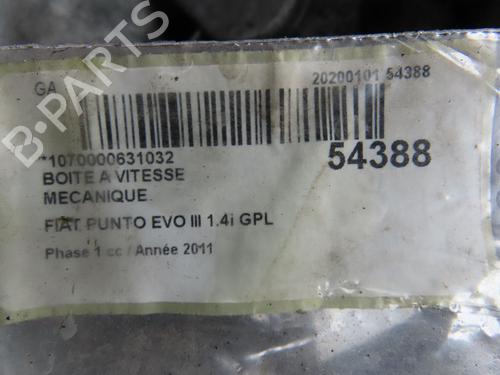 GA
20200101 54388
*1070000631032
54388
BOITE A VITESSE
MECANIQUE
FIAT PUNTO EVO III 1.4i GPL
Phase 1 cc / Année 2011
B-PARTS